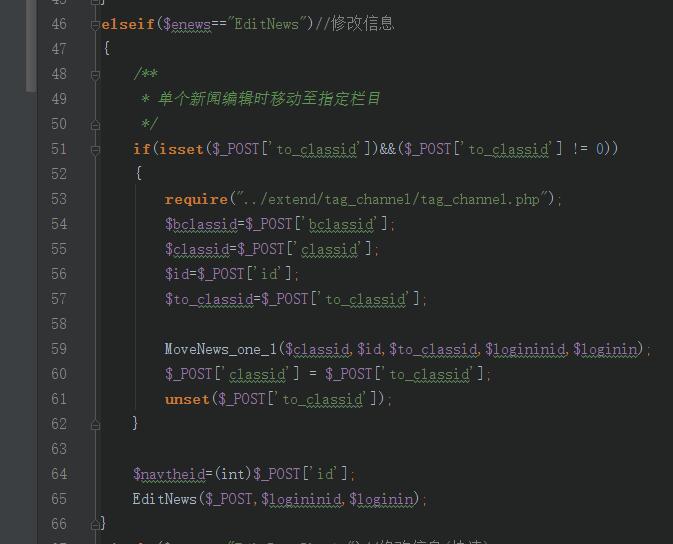 46 elseif($enews=="EditNews")//修改信息
47 {
48 /**
49 * 单个新闻编辑时移动至指定栏目
50 */
51 if(isset($_POST['to_classid'])&&($_POST['to_classid'] != 0))
52 {
53 require("../extend/tag_channel/tag_channel.php");
54 $bclassid=$_POST['bclassid'];
55 $classid=$_POST['classid'];
56 $id=$_POST['id'];
57 $to_classid=$_POST['to_classid'];
58
59 MoveNews_one_1($classid,$id,$to_classid,$logininid,$loginin);
60 $_POST['classid'] = $_POST['to_classid'];
61 unset($_POST['to_classid']);
62 }
63
64 $navtheid=(int)$_POST['id'];
65 EditNews($_POST,$logininid,$loginin);
66 }